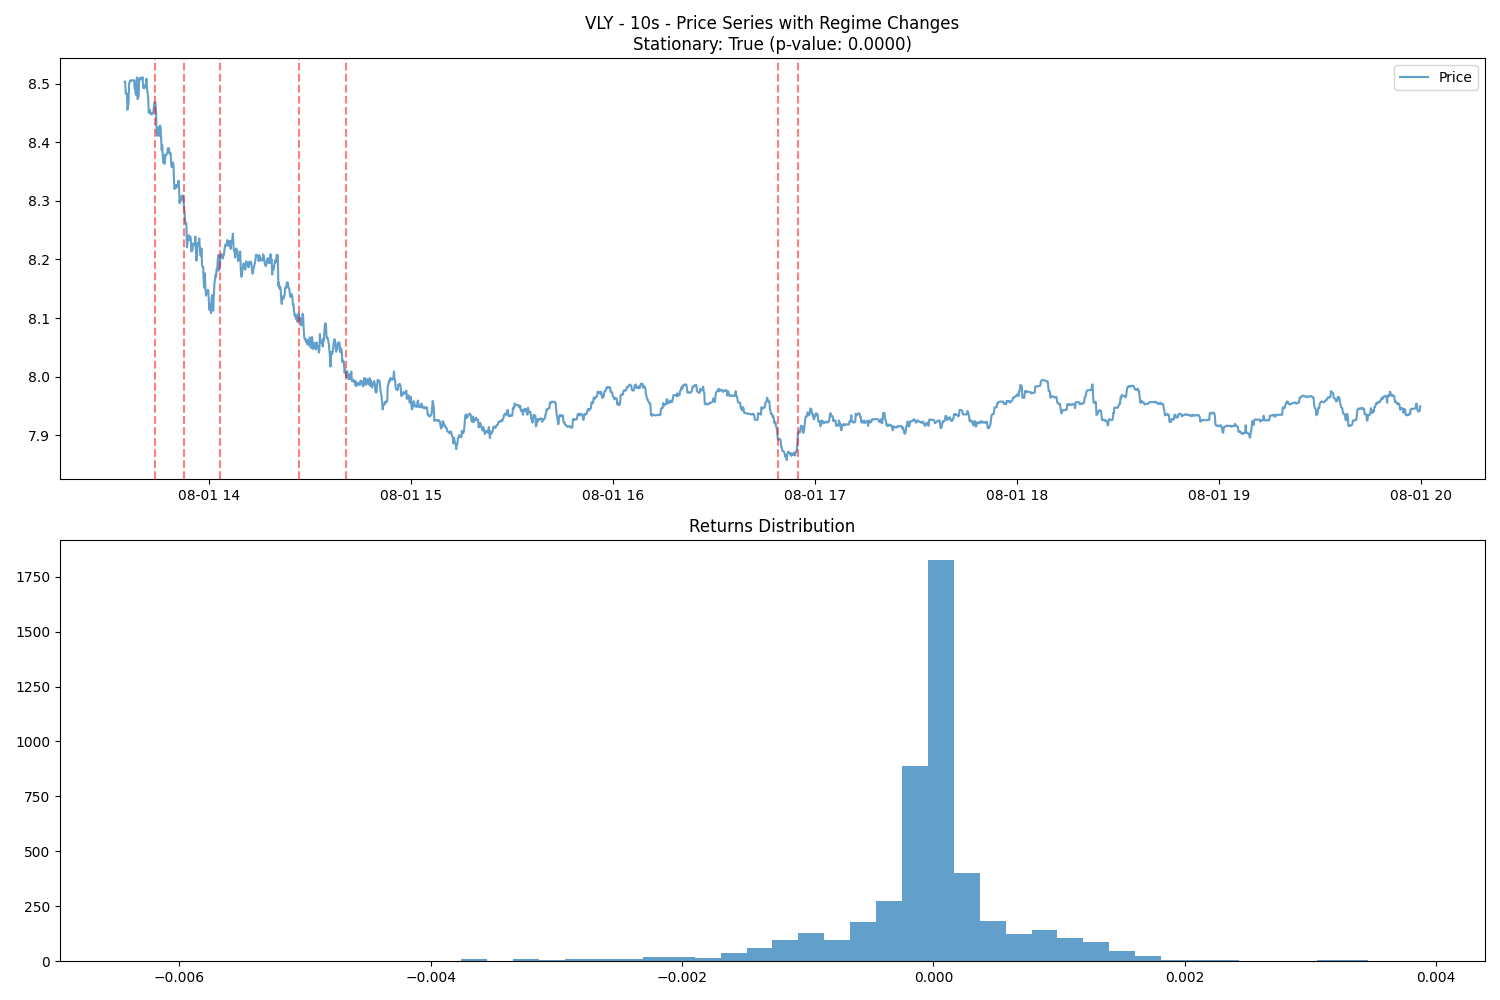 VLY - 10s - Price Series with Regime Changes
Stationary: True (p-value: 0.0000)
Price
8.5
8.4
8.3
8.2
8.1
8.0
7.9
08-01 14 08-01 15 08-01 16 08-01 17 08-01 18 08-01 19 08-01 20
Returns Distribution
1750
1500
1250
1000
750
500
250
0
−0.006 −0.004 −0.002 0.000 0.002 0.004